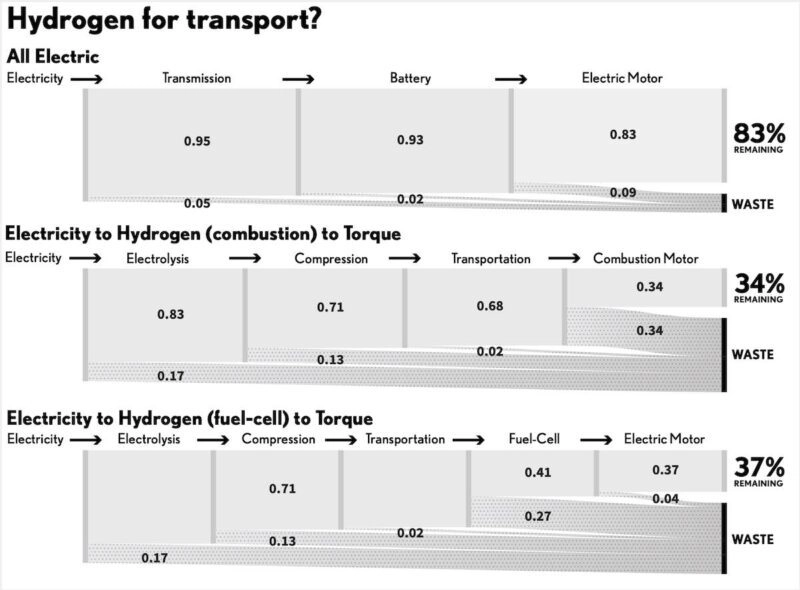 Hydrogen for transport?
All Electric
Electricity → Transmission → Battery → Electric Motor
0.95 0.93 0.83
83%
REMAINING
0.05 0.02 0.09
WASTE
Electricity to Hydrogen (combustion) to Torque
Electricity → Electrolysis → Compression → Transportation → Combustion Motor
0.83 0.71 0.68 0.34
34%
REMAINING
0.17 0.13 0.02 0.34
WASTE
Electricity to Hydrogen (fuel-cell) to Torque
Electricity → Electrolysis → Compression → Transportation → Fuel-Cell → Electric Motor
0.71 0.41 0.37
37%
REMAINING
0.17 0.13 0.02 0.27 0.04
WASTE